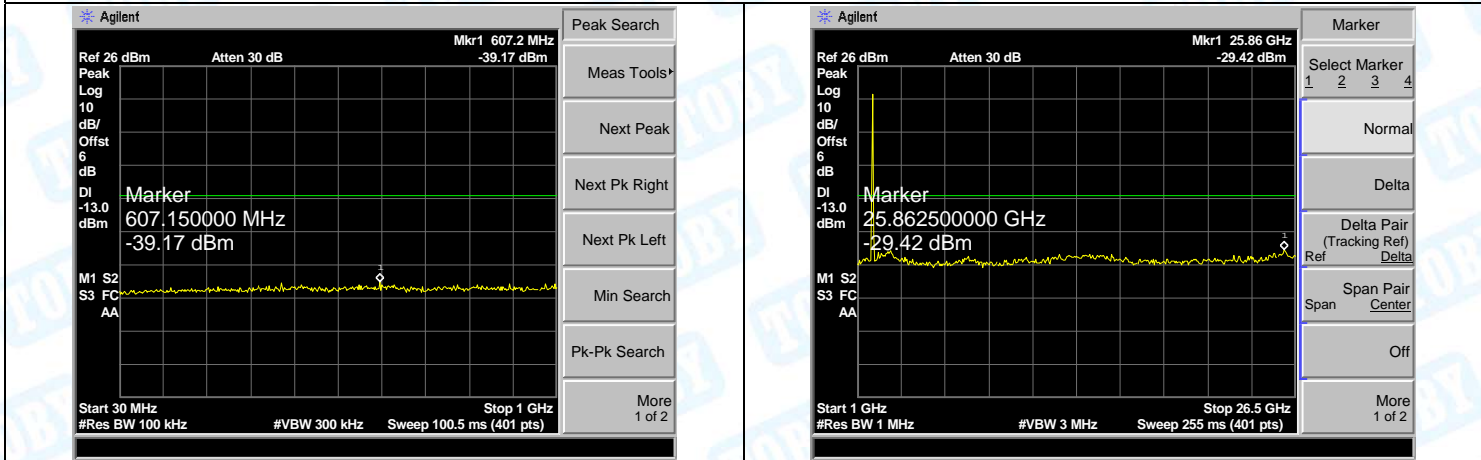 Agilent
Peak Search
Mkr1 607.2 MHz
Ref 26 dBm Atten 30 dB -39.17 dBm
Peak
Log
10
dB/
Offst
6
dB
DI
-13.0
dBm
Marker
607.150000 MHz
-39.17 dBm
1
M1 S2
S3 FC
AA
Start 30 MHz Stop 1 GHz
#Res BW 100 kHz #VBW 300 kHz Sweep 100.5 ms (401 pts)
Meas Tools
Next Peak
Next Pk Right
Next Pk Left
Min Search
Pk-Pk Search
More
1 of 2
Agilent
Marker
Mkr1 25.86 GHz
Ref 26 dBm Atten 30 dB -29.42 dBm
Peak
Log
10
dB/
Offst
6
dB
DI
-13.0
dBm
Marker
25.862500000 GHz
-29.42 dBm
1
M1 S2
S3 FC
AA
Start 1 GHz Stop 26.5 GHz
#Res BW 1 MHz #VBW 3 MHz Sweep 255 ms (401 pts)
Select Marker
1 2 3 4
Normal
Delta
Delta Pair
(Tracking Ref)
Ref Delta
Span Pair
Span Center
Off
More
1 of 2
TOBY